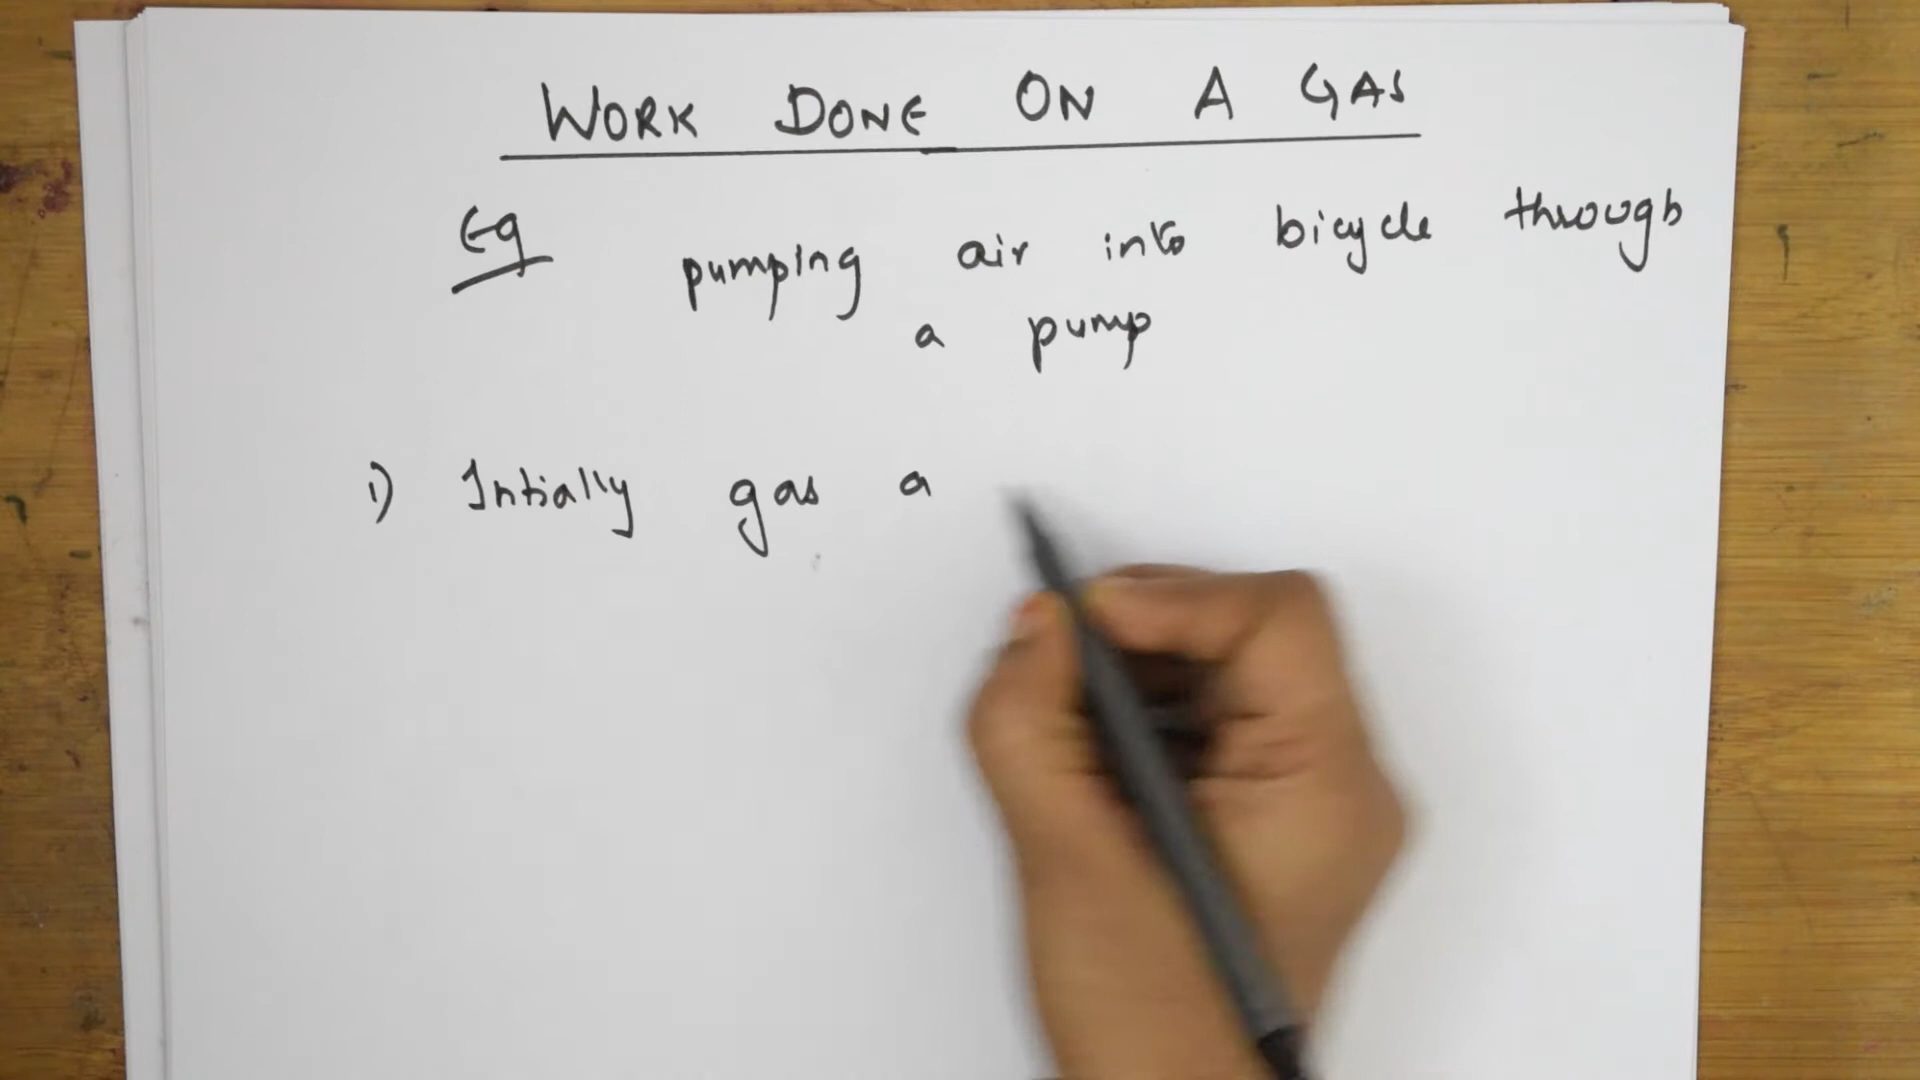 WORK DONE ON A GAS
Eg pumping air into bicycle through
a pump
1) Intially gas a